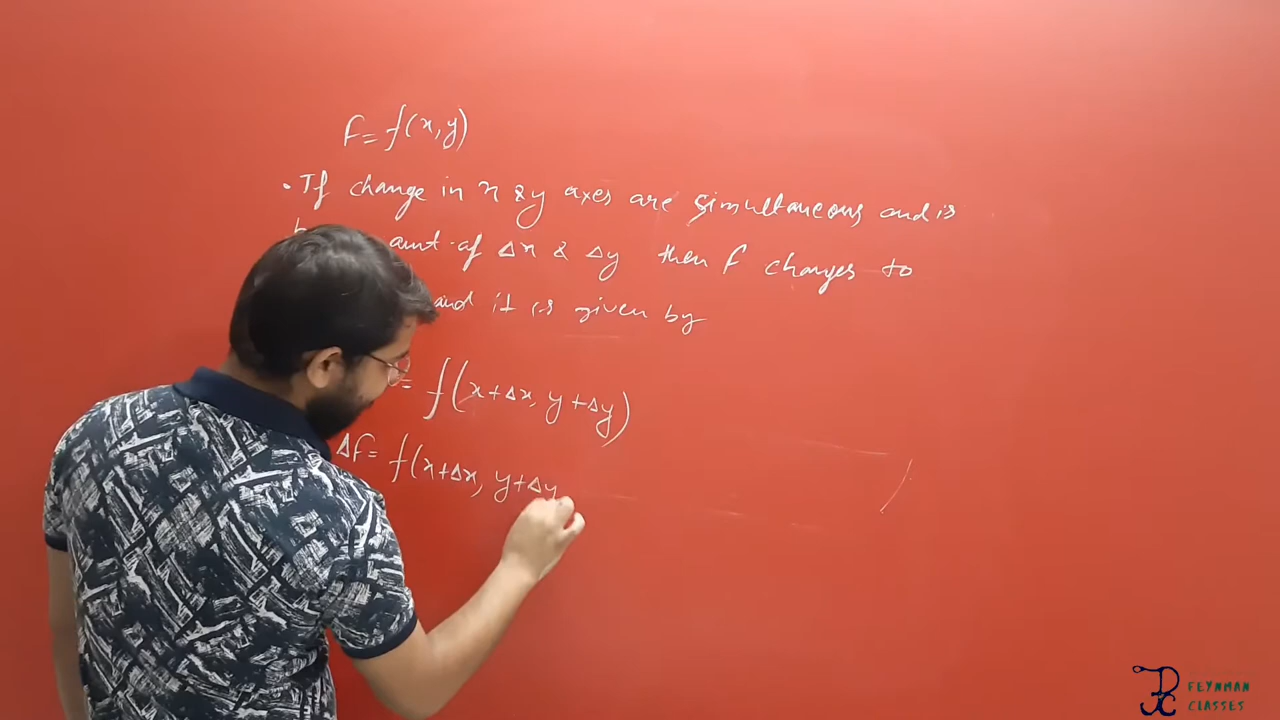 F = f(x, y)
• If change in x & y axes are simultaneous and is
amt. of Δx & Δy then F changes to
and it is given by
= f(x+Δx, y+Δy)
ΔF = f(x+Δx, y+Δy
FEYNMAN
CLASSES